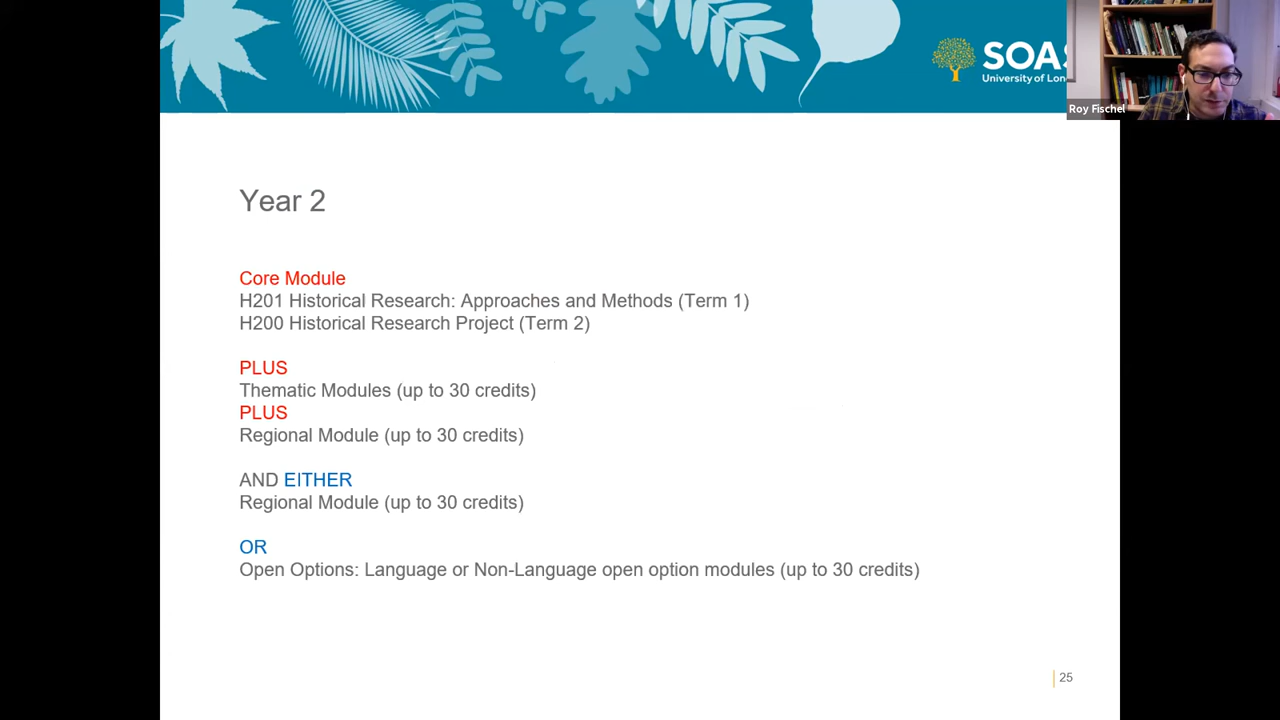 SOAS
University of Lon
Roy Fischel
Year 2
Core Module
H201 Historical Research: Approaches and Methods (Term 1)
H200 Historical Research Project (Term 2)
PLUS
Thematic Modules (up to 30 credits)
PLUS
Regional Module (up to 30 credits)
AND EITHER
Regional Module (up to 30 credits)
OR
Open Options: Language or Non-Language open option modules (up to 30 credits)
25